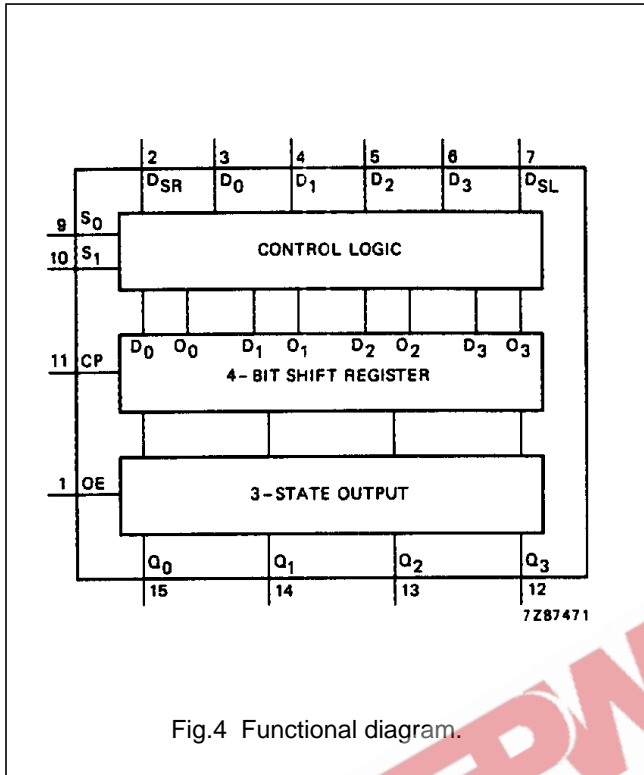 2 3 4 5 6 7
DSR D0 D1 D2 D3 DSL
9 S0
10 S1
CONTROL LOGIC
D0 O0 D1 O1 D2 O2 D3 O3
11 CP
4-BIT SHIFT REGISTER
1 OE
3-STATE OUTPUT
Q0 Q1 Q2 Q3
15 14 13 12
7Z87471
Fig.4 Functional diagram.